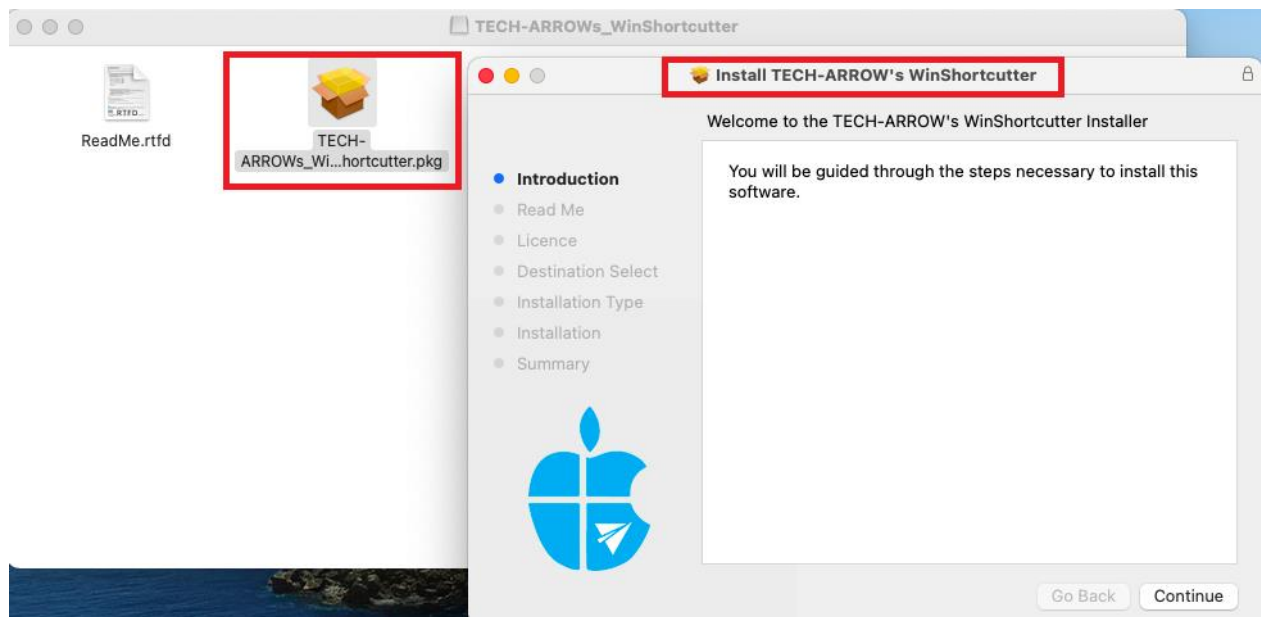 TECH-ARROWs_WinShortcutter
.RTFD
ReadMe.rtfd
TECH-
ARROWs_Wi...hortcutter.pkg
Install TECH-ARROW's WinShortcutter
Welcome to the TECH-ARROW's WinShortcutter Installer
Introduction
Read Me
Licence
Destination Select
Installation Type
Installation
Summary
You will be guided through the steps necessary to install this
software.
Go Back
Continue